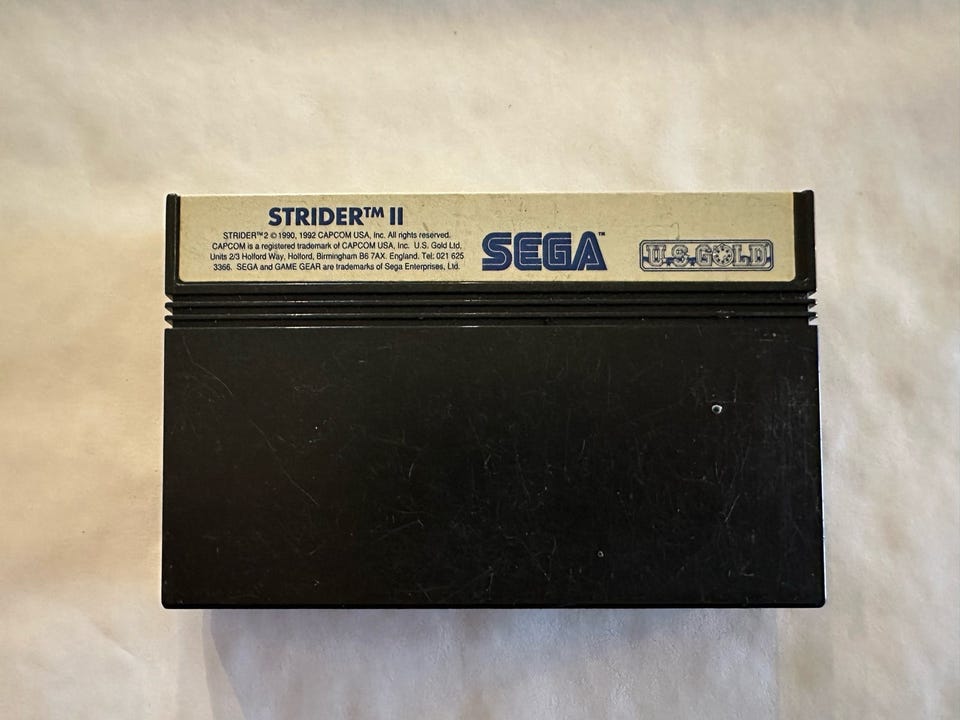 STRIDER™ II
STRIDER™2 © 1990, 1992 CAPCOM USA, Inc. All rights reserved.
CAPCOM is a registered trademark of CAPCOM USA, Inc. U.S. Gold Ltd.
Units 2/3 Holford Way, Holford, Birmingham B6 7AX. England. Tel: 021 625
3366. SEGA and GAME GEAR are trademarks of Sega Enterprises, Ltd.
SEGA™
U.S.GOLD